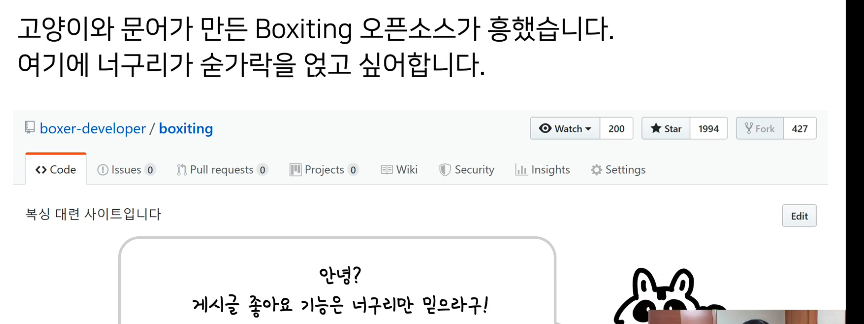 고양이와 문어가 만든 Boxiting 오픈소스가 흥했습니다.
여기에 너구리가 숟가락을 얹고 싶어합니다.
boxer-developer / boxiting
Watch 200 Star 1994 Fork 427
Code Issues 0 Pull requests 0 Projects 0 Wiki Security Insights Settings
복싱 대련 사이트입니다 Edit
안녕?
게시글 좋아요 기능은 너구리만 믿으라구!